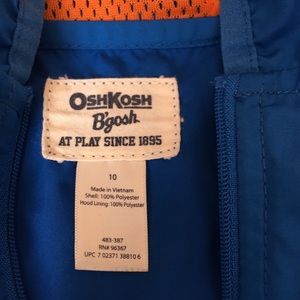 OSHKOSH
B'gosh
AT PLAY SINCE 1895
10
Made in Vietnam
Shell: 100% Polyester
Hood Lining: 100% Polyester
483-387
RN# 96367
UPC 7 02371 38810 6